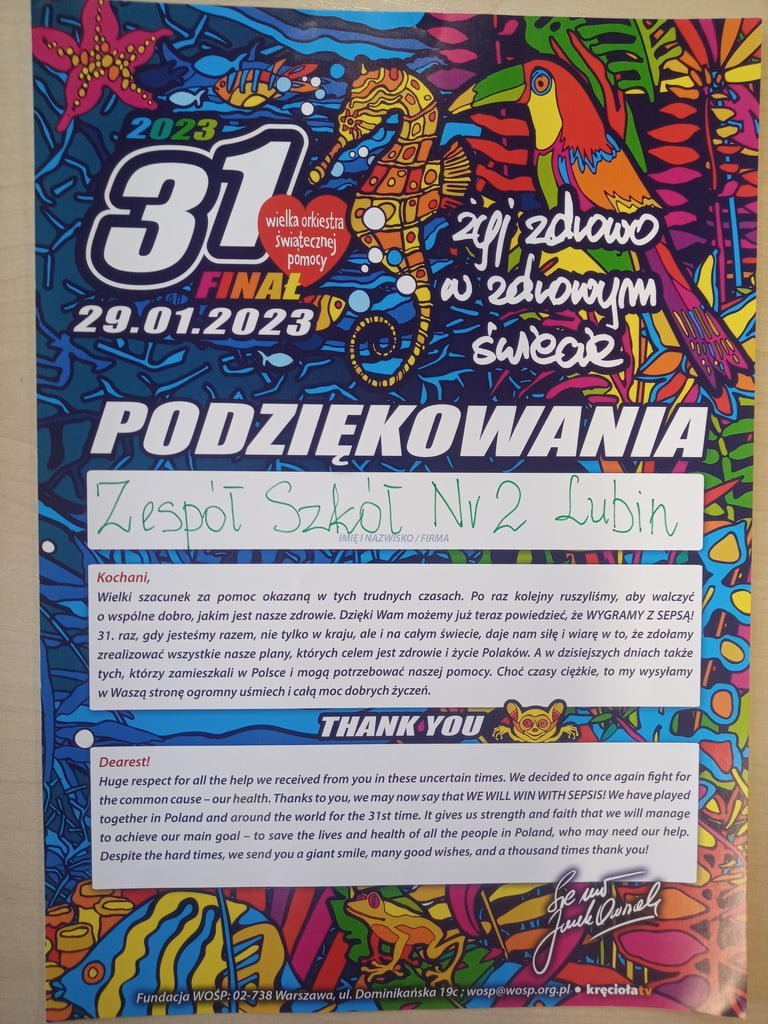 2023
31
wielka orkiestra
świątecznej
pomocy
FINAŁ
29.01.2023
żyj zdrowo
w zdrowym
świecie
PODZIĘKOWANIA
Zespół Szkół Nr 2 Lubin
IMIĘ I NAZWISKO / FIRMA
Kochani,
Wielki szacunek za pomoc okazaną w tych trudnych czasach. Po raz kolejny ruszyliśmy, aby walczyć
o wspólne dobro, jakim jest nasze zdrowie. Dzięki Wam możemy już teraz powiedzieć, że WYGRAMY Z SEPSĄ!
31. raz, gdy jesteśmy razem, nie tylko w kraju, ale i na całym świecie, daje nam siłę i wiarę w to, że zdołamy
zrealizować wszystkie nasze plany, których celem jest zdrowie i życie Polaków. A w dzisiejszych dniach także
tych, którzy zamieszkali w Polsce i mogą potrzebować naszej pomocy. Choć czasy ciężkie, to my wysyłamy
w Waszą stronę ogromny uśmiech i całą moc dobrych życzeń.
THANK YOU
Dearest!
Huge respect for all the help we received from you in these uncertain times. We decided to once again fight for
the common cause – our health. Thanks to you, we may now say that WE WILL WIN WITH SEPSIS! We have played
together in Poland and around the world for the 31st time. It gives us strength and faith that we will manage
to achieve our main goal – to save the lives and health of all the people in Poland, who may need our help.
Despite the hard times, we send you a giant smile, many good wishes, and a thousand times thank you!
Fundacja WOŚP: 02-738 Warszawa, ul. Dominikańska 19c ; wosp@wosp.org.pl • kręciołatv